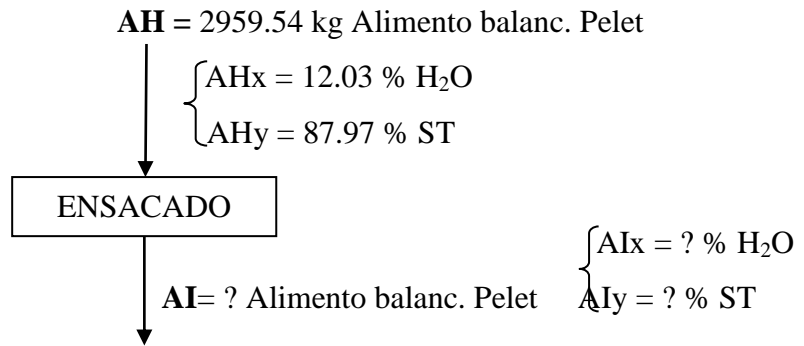 AH = 2959.54 kg Alimento balanc. Pelet
AHx = 12.03 % H₂O
AHy = 87.97 % ST
ENSACADO
AIx = ? % H₂O
AI= ? Alimento balanc. Pelet AIy = ? % ST